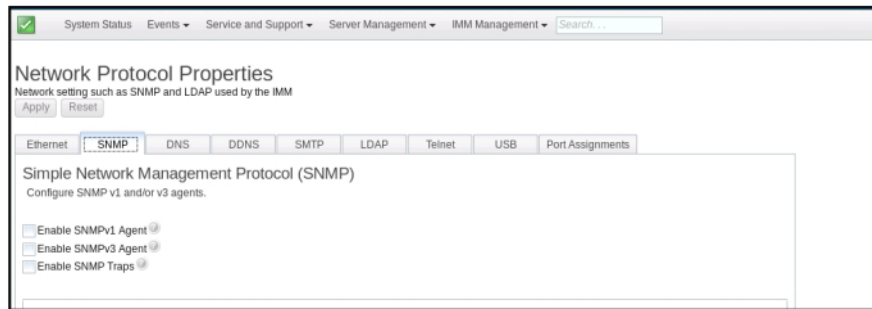 System Status Events Service and Support Server Management IMM Management Search...
Network Protocol Properties
Network setting such as SNMP and LDAP used by the IMM
Apply Reset
Ethernet SNMP DNS DDNS SMTP LDAP Telnet USB Port Assignments
Simple Network Management Protocol (SNMP)
Configure SNMP v1 and/or v3 agents.
Enable SNMPv1 Agent
Enable SNMPv3 Agent
Enable SNMP Traps